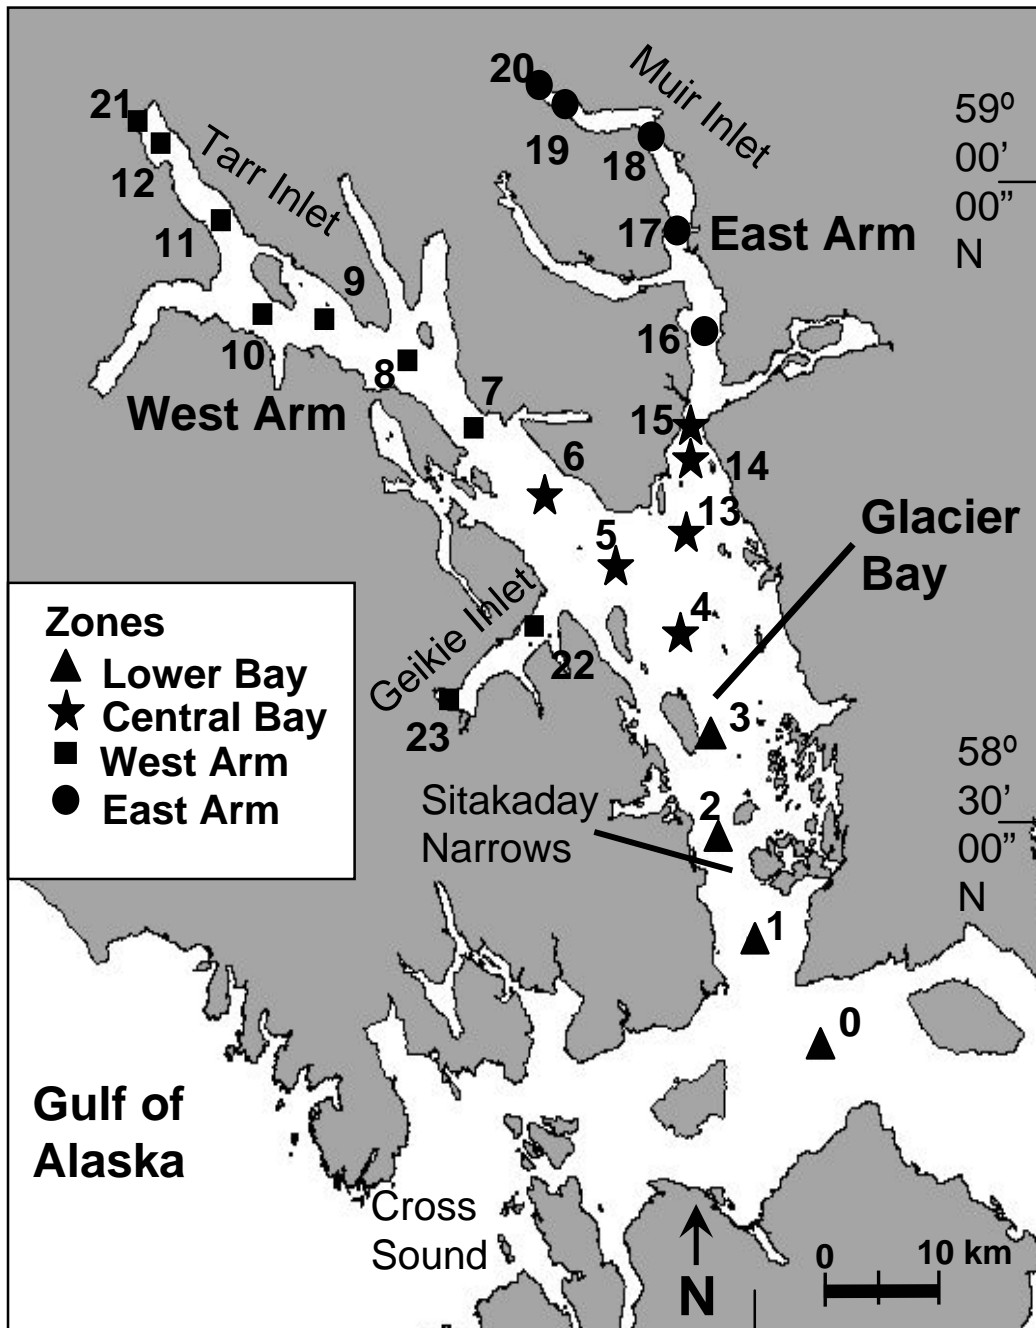 20
Muir Inlet
21
59º
00’
00”
N
19
18
Tarr Inlet
12
11
17
East Arm
9
10
16
8
7
West Arm
15
6
14
13
Glacier
Bay
5
4
Geikie Inlet
22
23
3
Zones
Lower Bay
Central Bay
West Arm
East Arm
58º
30’
00”
N
Sitakaday
Narrows
2
1
0
Gulf of
Alaska
Cross
Sound
N
0 10 km